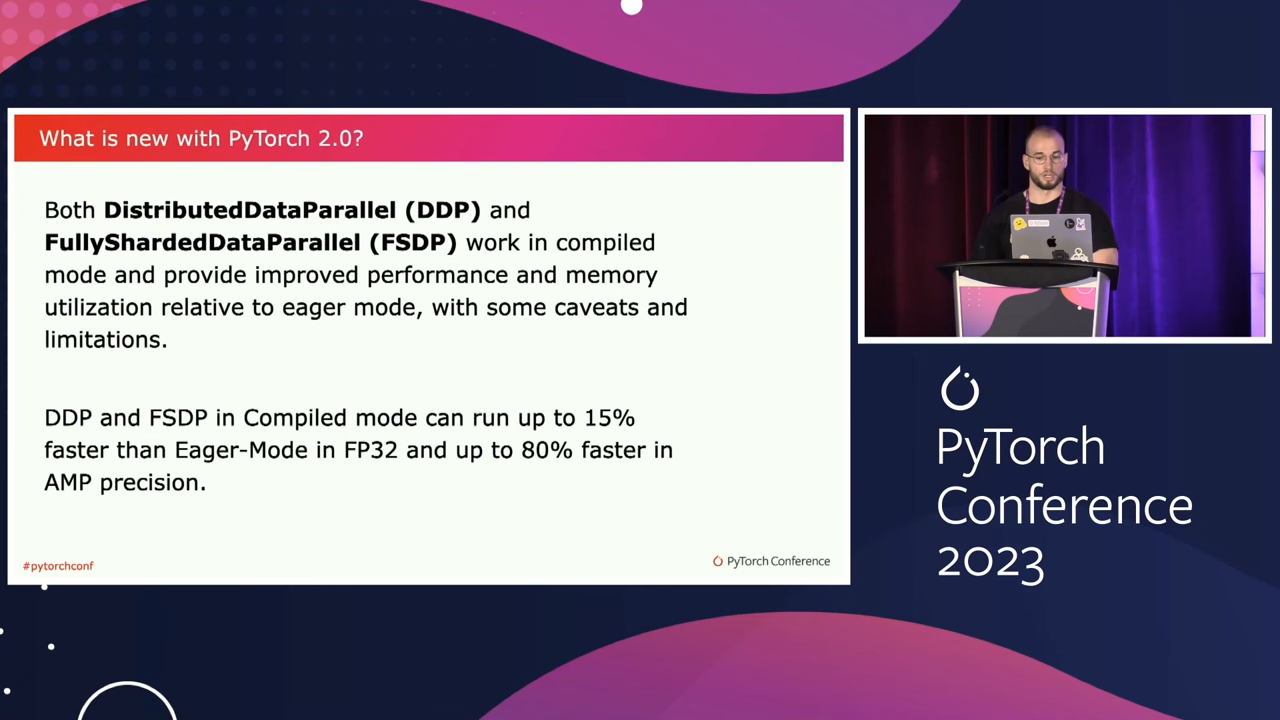 What is new with PyTorch 2.0?
Both DistributedDataParallel (DDP) and
FullyShardedDataParallel (FSDP) work in compiled
mode and provide improved performance and memory
utilization relative to eager mode, with some caveats and
limitations.
DDP and FSDP in Compiled mode can run up to 15%
faster than Eager-Mode in FP32 and up to 80% faster in
AMP precision.
#pytorchconf
PyTorch Conference
PyTorch
Conference
2023